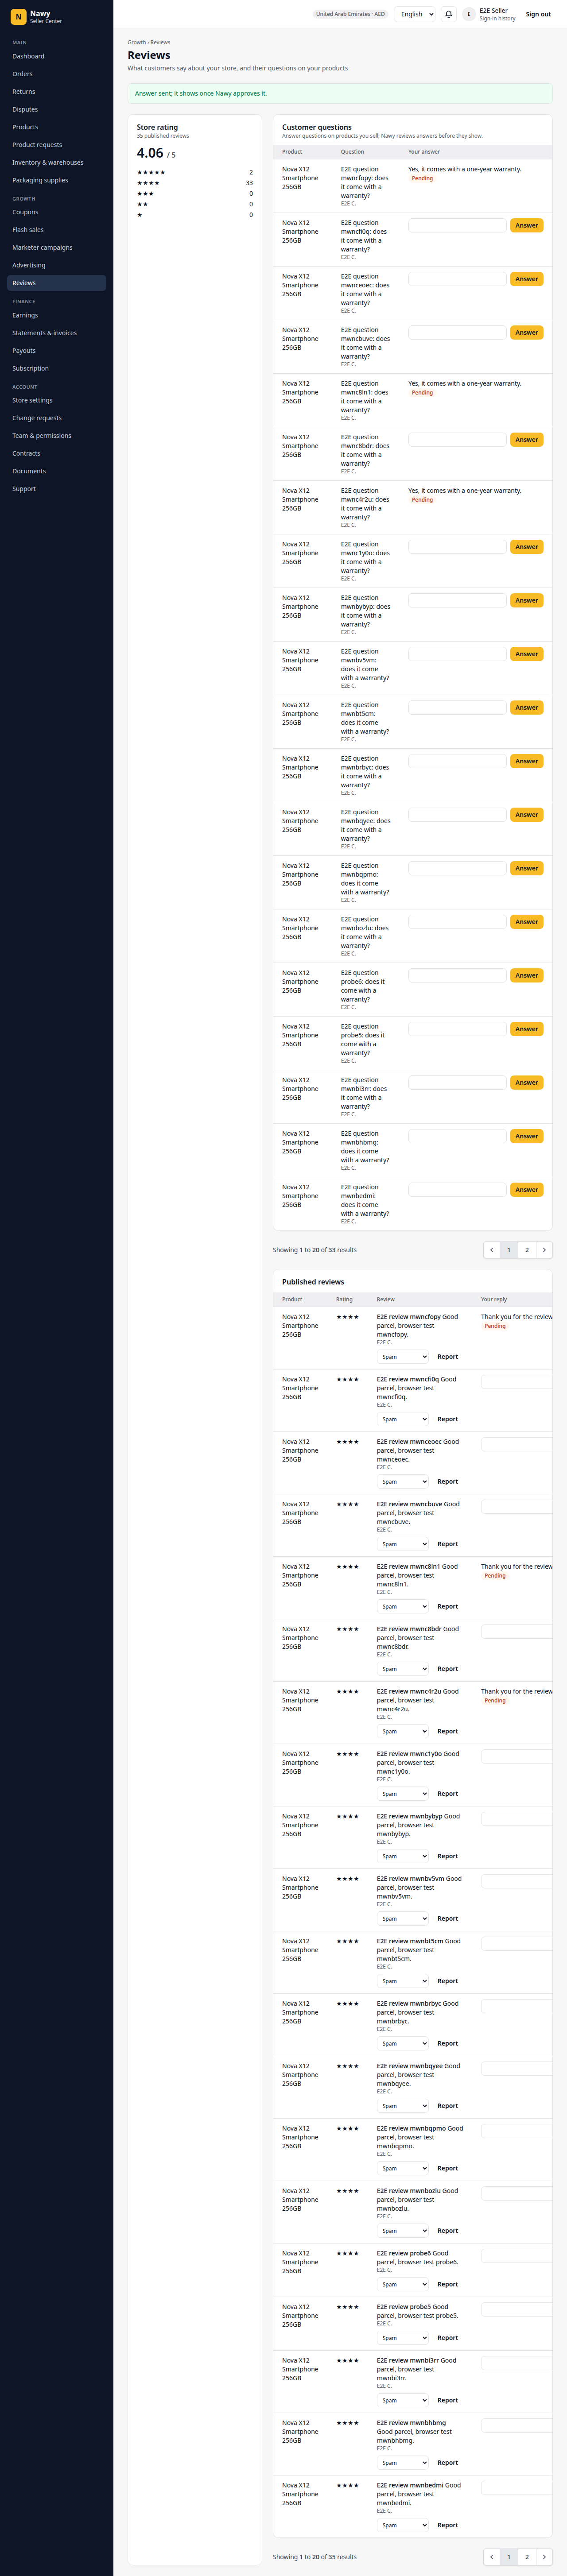 N
Nawy
Seller Center
MAIN
Dashboard
Orders
Returns
Disputes
Products
Product requests
Inventory & warehouses
Packaging supplies
GROWTH
Coupons
Flash sales
Marketer campaigns
Advertising
Reviews
FINANCE
Earnings
Statements & invoices
Payouts
Subscription
ACCOUNT
Store settings
Change requests
Team & permissions
Contracts
Documents
Support
United Arab Emirates · AED
English
E
E2E Seller
Sign-in history
Sign out
Growth › Reviews
Reviews
What customers say about your store, and their questions on your products
Answer sent; it shows once Nawy approves it.
Store rating
35 published reviews
4.06 / 5
★★★★★ 2
★★★★ 33
★★★ 0
★★ 0
★ 0
Customer questions
Answer questions on products you sell; Nawy reviews answers before they show.
Product Question Your answer
Nova X12 Smartphone 256GB
E2E question mwncfopy: does it come with a warranty?
E2E C.
Yes, it comes with a one-year warranty.
Pending
Nova X12 Smartphone 256GB
E2E question mwncfi0q: does it come with a warranty?
E2E C.
Answer
Nova X12 Smartphone 256GB
E2E question mwnceoec: does it come with a warranty?
E2E C.
Answer
Nova X12 Smartphone 256GB
E2E question mwncbuve: does it come with a warranty?
E2E C.
Answer
Nova X12 Smartphone 256GB
E2E question mwnc8ln1: does it come with a warranty?
E2E C.
Yes, it comes with a one-year warranty.
Pending
Nova X12 Smartphone 256GB
E2E question mwnc8bdr: does it come with a warranty?
E2E C.
Answer
Nova X12 Smartphone 256GB
E2E question mwnc4r2u: does it come with a warranty?
E2E C.
Yes, it comes with a one-year warranty.
Pending
Nova X12 Smartphone 256GB
E2E question mwnc1y0o: does it come with a warranty?
E2E C.
Answer
Nova X12 Smartphone 256GB
E2E question mwnbybyp: does it come with a warranty?
E2E C.
Answer
Nova X12 Smartphone 256GB
E2E question mwnbv5vm: does it come with a warranty?
E2E C.
Answer
Nova X12 Smartphone 256GB
E2E question mwnbt5cm: does it come with a warranty?
E2E C.
Answer
Nova X12 Smartphone 256GB
E2E question mwnbrbyc: does it come with a warranty?
E2E C.
Answer
Nova X12 Smartphone 256GB
E2E question mwnbqyee: does it come with a warranty?
E2E C.
Answer
Nova X12 Smartphone 256GB
E2E question mwnbqpmo: does it come with a warranty?
E2E C.
Answer
Nova X12 Smartphone 256GB
E2E question mwnbozlu: does it come with a warranty?
E2E C.
Answer
Nova X12 Smartphone 256GB
E2E question probe6: does it come with a warranty?
E2E C.
Answer
Nova X12 Smartphone 256GB
E2E question probe5: does it come with a warranty?
E2E C.
Answer
Nova X12 Smartphone 256GB
E2E question mwnbi3rr: does it come with a warranty?
E2E C.
Answer
Nova X12 Smartphone 256GB
E2E question mwnbhbmg: does it come with a warranty?
E2E C.
Answer
Nova X12 Smartphone 256GB
E2E question mwnbedmi: does it come with a warranty?
E2E C.
Answer
Showing 1 to 20 of 33 results
‹ 1 2 ›
Published reviews
Product Rating Review Your reply
Nova X12 Smartphone 256GB
★★★★
E2E review mwncfopy Good parcel, browser test mwncfopy.
E2E C.
Spam Report
Thank you for the review
Pending
Nova X12 Smartphone 256GB
★★★★
E2E review mwncfi0q Good parcel, browser test mwncfi0q.
E2E C.
Spam Report
Nova X12 Smartphone 256GB
★★★★
E2E review mwnceoec Good parcel, browser test mwnceoec.
E2E C.
Spam Report
Nova X12 Smartphone 256GB
★★★★
E2E review mwncbuve Good parcel, browser test mwncbuve.
E2E C.
Spam Report
Nova X12 Smartphone 256GB
★★★★
E2E review mwnc8ln1 Good parcel, browser test mwnc8ln1.
E2E C.
Spam Report
Thank you for the review
Pending
Nova X12 Smartphone 256GB
★★★★
E2E review mwnc8bdr Good parcel, browser test mwnc8bdr.
E2E C.
Spam Report
Nova X12 Smartphone 256GB
★★★★
E2E review mwnc4r2u Good parcel, browser test mwnc4r2u.
E2E C.
Spam Report
Thank you for the review
Pending
Nova X12 Smartphone 256GB
★★★★
E2E review mwnc1y0o Good parcel, browser test mwnc1y0o.
E2E C.
Spam Report
Nova X12 Smartphone 256GB
★★★★
E2E review mwnbybyp Good parcel, browser test mwnbybyp.
E2E C.
Spam Report
Nova X12 Smartphone 256GB
★★★★
E2E review mwnbv5vm Good parcel, browser test mwnbv5vm.
E2E C.
Spam Report
Nova X12 Smartphone 256GB
★★★★
E2E review mwnbt5cm Good parcel, browser test mwnbt5cm.
E2E C.
Spam Report
Nova X12 Smartphone 256GB
★★★★
E2E review mwnbrbyc Good parcel, browser test mwnbrbyc.
E2E C.
Spam Report
Nova X12 Smartphone 256GB
★★★★
E2E review mwnbqyee Good parcel, browser test mwnbqyee.
E2E C.
Spam Report
Nova X12 Smartphone 256GB
★★★★
E2E review mwnbqpmo Good parcel, browser test mwnbqpmo.
E2E C.
Spam Report
Nova X12 Smartphone 256GB
★★★★
E2E review mwnbozlu Good parcel, browser test mwnbozlu.
E2E C.
Spam Report
Nova X12 Smartphone 256GB
★★★★
E2E review probe6 Good parcel, browser test probe6.
E2E C.
Spam Report
Nova X12 Smartphone 256GB
★★★★
E2E review probe5 Good parcel, browser test probe5.
E2E C.
Spam Report
Nova X12 Smartphone 256GB
★★★★
E2E review mwnbi3rr Good parcel, browser test mwnbi3rr.
E2E C.
Spam Report
Nova X12 Smartphone 256GB
★★★★
E2E review mwnbhbmg Good parcel, browser test mwnbhbmg.
E2E C.
Spam Report
Nova X12 Smartphone 256GB
★★★★
E2E review mwnbedmi Good parcel, browser test mwnbedmi.
E2E C.
Spam Report
Showing 1 to 20 of 35 results
‹ 1 2 ›